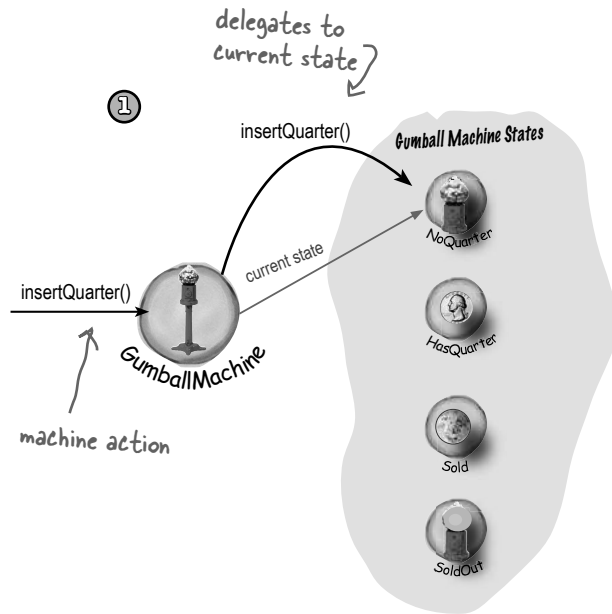 delegates to
current state
1
insertQuarter()
Gumball Machine States
NoQuarter
current state
insertQuarter()
GumballMachine
HasQuarter
machine action
Sold
SoldOut